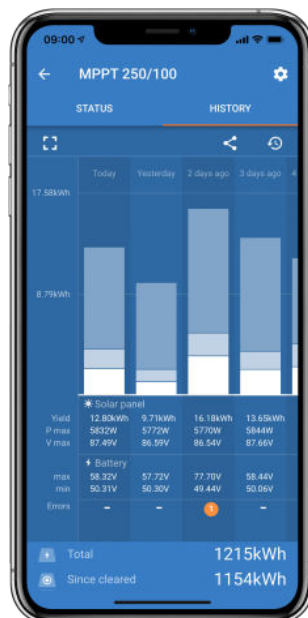 09:00
MPPT 250/100
STATUS HISTORY
Today Yesterday 2 days ago 3 days ago 4
17.58kWh
8.79kWh
Solar panel
Yield 12.80kWh 9.71kWh 16.18kWh 13.65kWh
P max 5832W 5772W 5770W 5844W
V max 87.49V 86.59V 86.54V 87.66V
Battery
max 58.32V 57.72V 77.70V 58.44V
min 50.31V 50.30V 49.44V 50.06V
Errors - - 1 -
Total 1215kWh
Since cleared 1154kWh